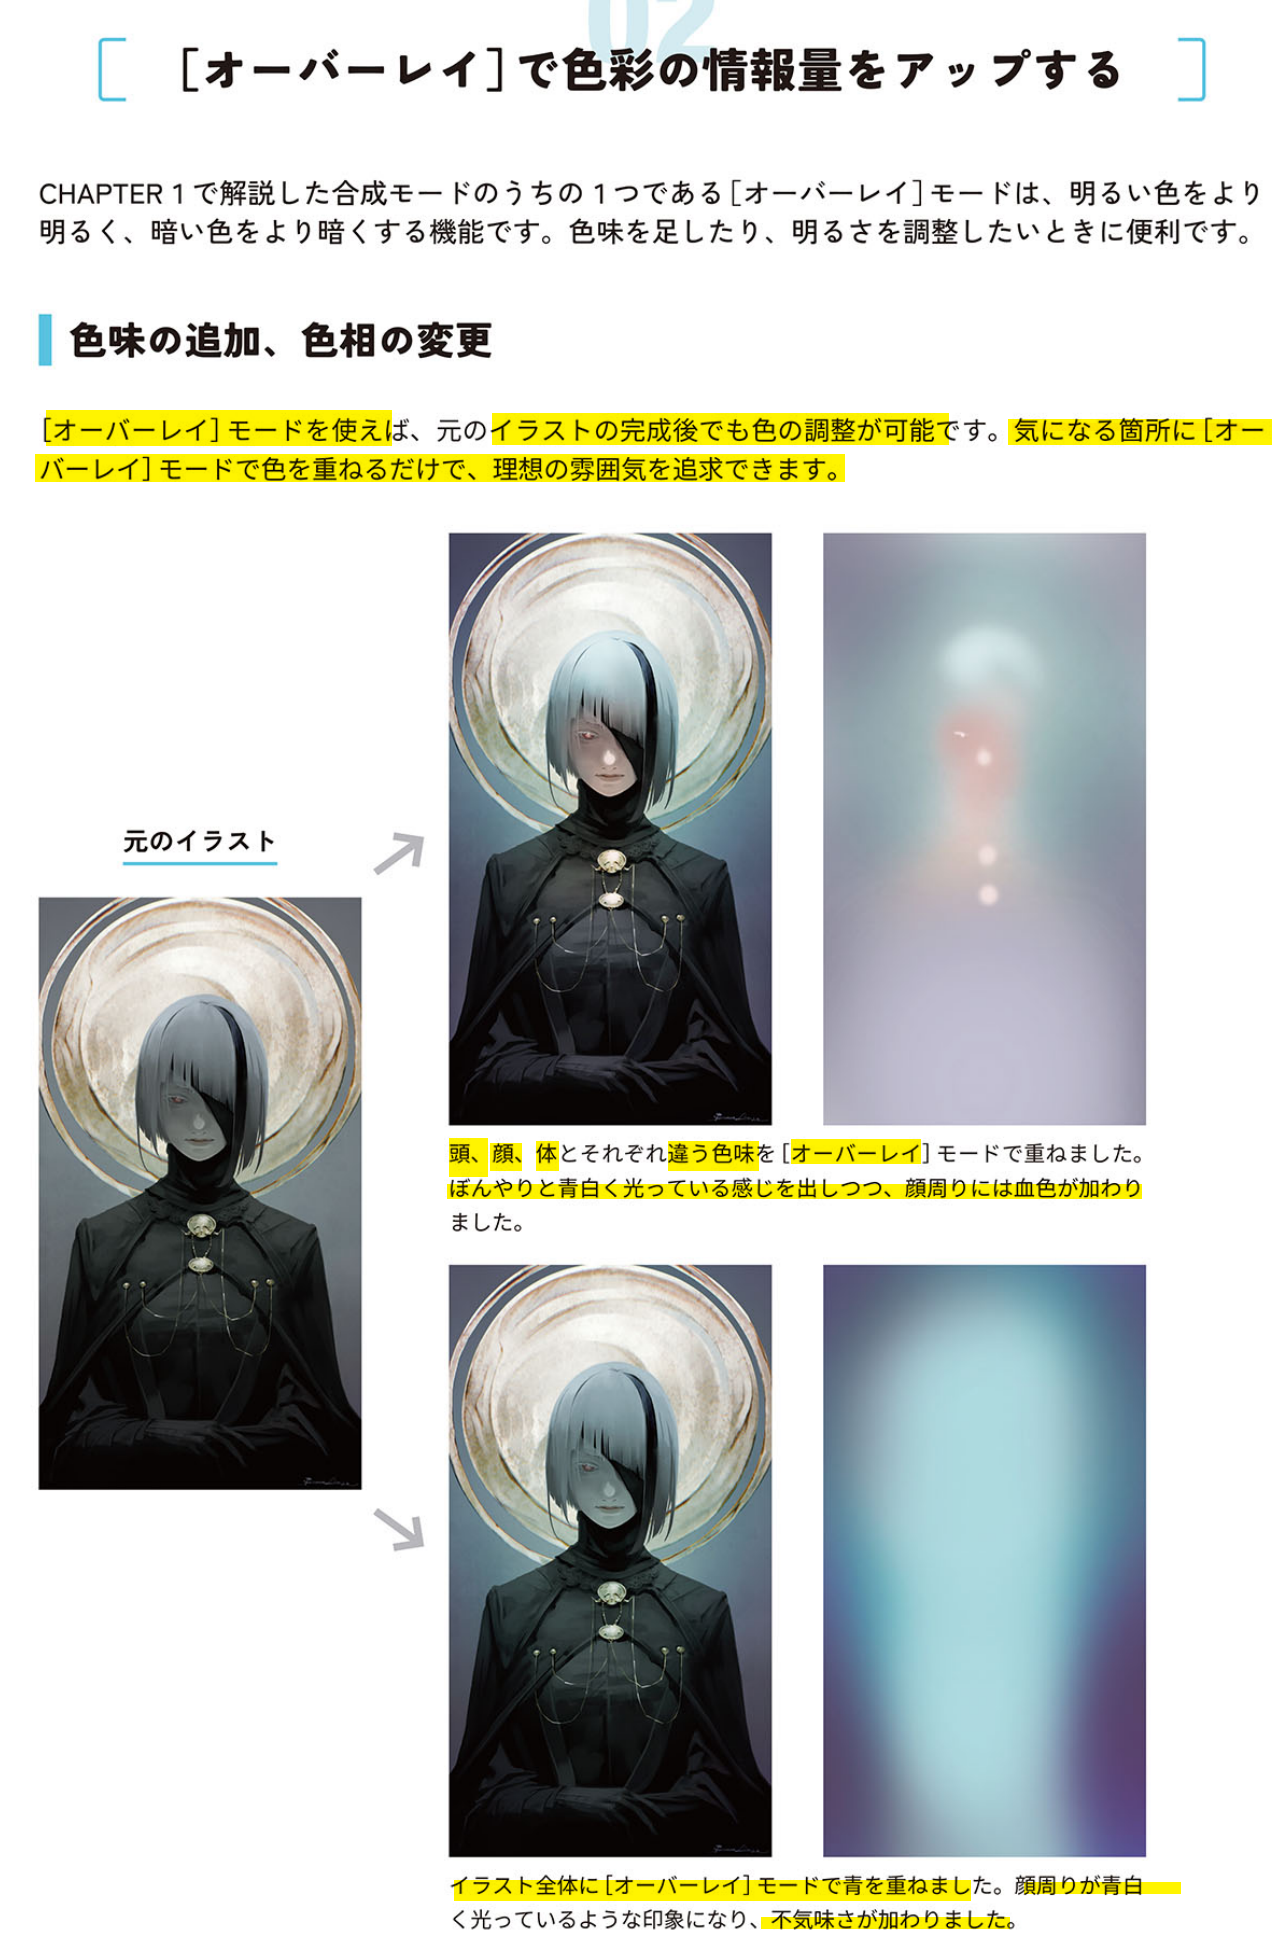 02
[オーバーレイ]で色彩の情報量をアップする
CHAPTER 1で解説した合成モードのうちの1つである[オーバーレイ]モードは、明るい色をより
明るく、暗い色をより暗くする機能です。色味を足したり、明るさを調整したいときに便利です。
色味の追加、色相の変更
[オーバーレイ]モードを使えば、元のイラストの完成後でも色の調整が可能です。気になる箇所に[オー
バーレイ]モードで色を重ねるだけで、理想の雰囲気を追求できます。
元のイラスト
頭、顔、体とそれぞれ違う色味を[オーバーレイ]モードで重ねました。
ぼんやりと青白く光っている感じを出しつつ、顔周りには血色が加わり
ました。
イラスト全体に[オーバーレイ]モードで青を重ねました。顔周りが青白
く光っているような印象になり、不気味さが加わりました。